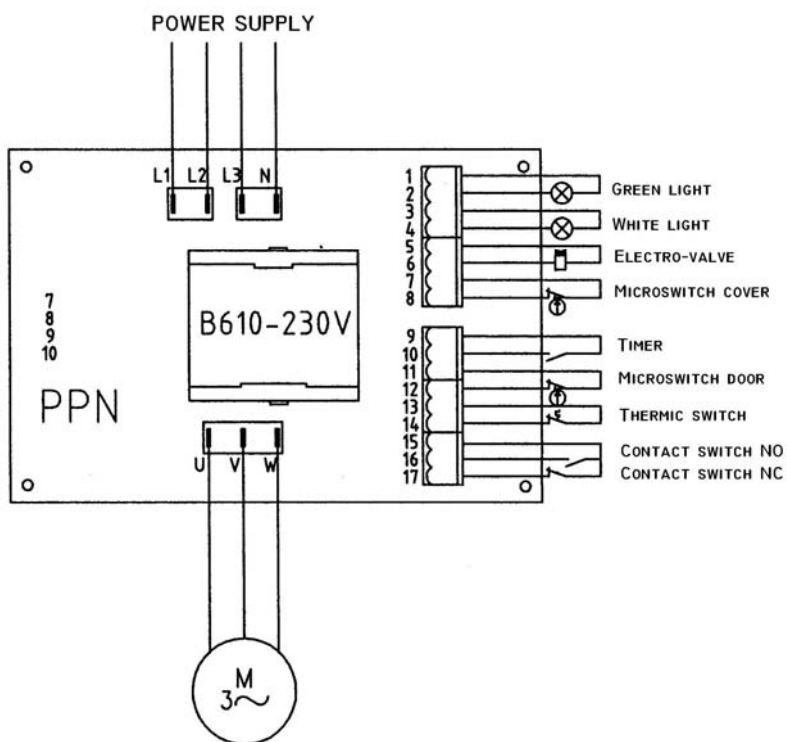 POWER SUPPLY
L1 L2 L3 N
1
2 GREEN LIGHT
3
4 WHITE LIGHT
5
6 ELECTRO-VALVE
7
8 MICROSWITCH COVER
9
10 TIMER
11
12 MICROSWITCH DOOR
13
14 THERMIC SWITCH
15
16 CONTACT SWITCH NO
17 CONTACT SWITCH NC
7
8
9
10
B610-230V
PPN
U V W
M
3~